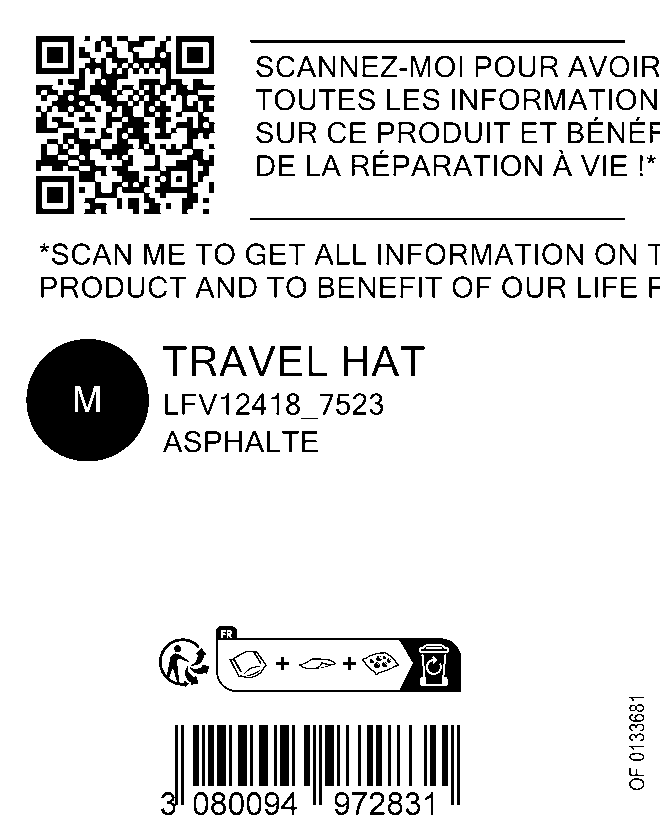 SCANNEZ-MOI POUR AVOIR
TOUTES LES INFORMATION
SUR CE PRODUIT ET BÉNÉF
DE LA RÉPARATION À VIE !*
*SCAN ME TO GET ALL INFORMATION ON T
PRODUCT AND TO BENEFIT OF OUR LIFE R
M
TRAVEL HAT
LFV12418_7523
ASPHALTE
FR
3 080094 972831
OF 0133681